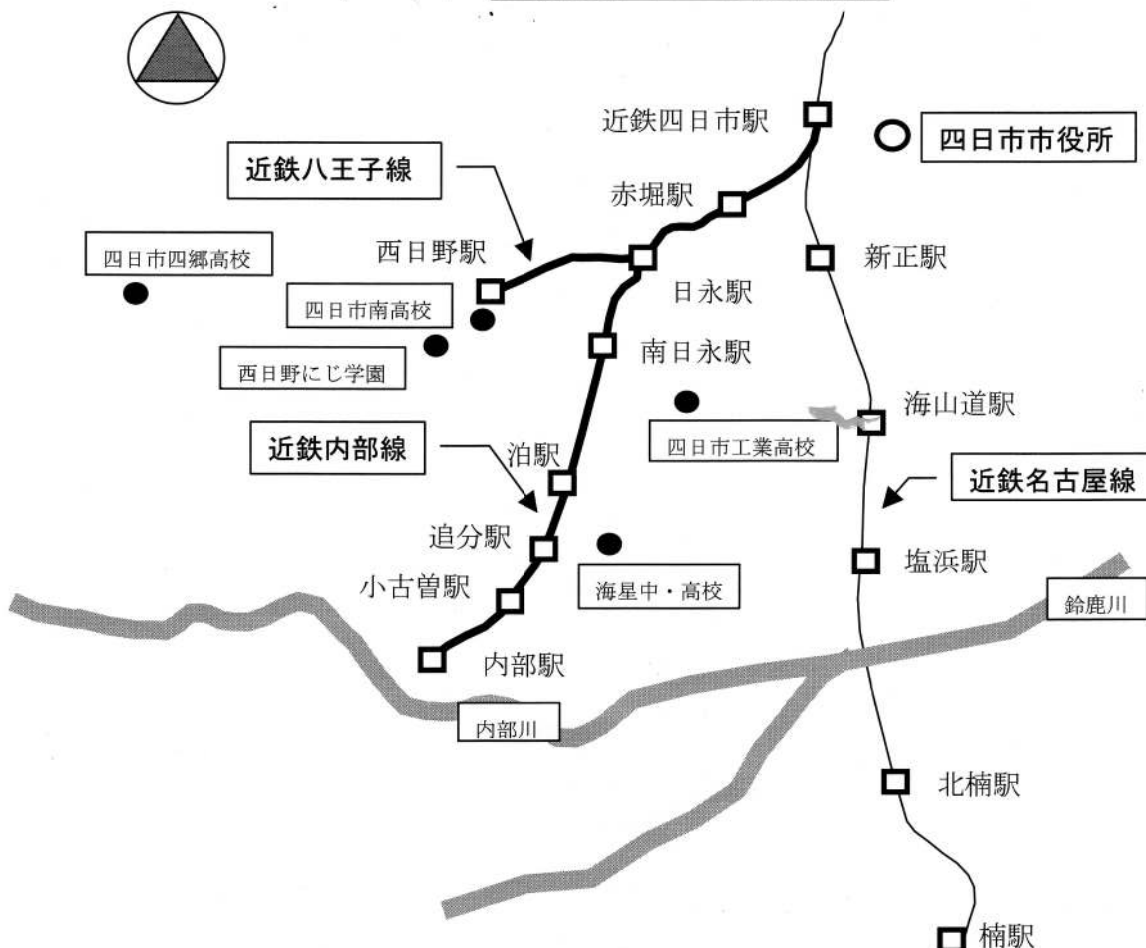 近鉄四日市駅
四日市市役所
近鉄八王子線
赤堀駅
四日市四郷高校
西日野駅
新正駅
四日市南高校
日永駅
西日野にじ学園
南日永駅
海山道駅
近鉄内部線
四日市工業高校
泊駅
近鉄名古屋線
追分駅
塩浜駅
小古曽駅
海星中・高校
鈴鹿川
内部駅
内部川
北楠駅
楠駅